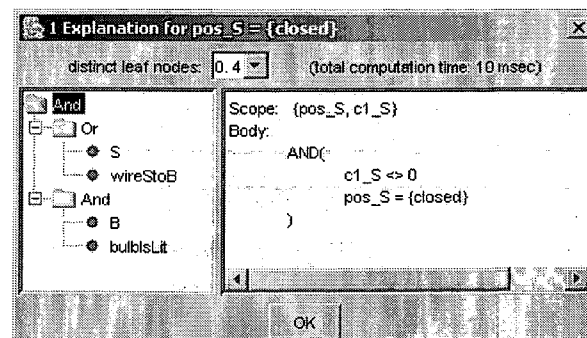 1 Explanation for pos_S = {closed}
distinct leaf nodes: 0. 4 (total computation time: 10 msec)
And
Or
S
wireStoB
And
B
bulbIsLit
Scope: {pos_S, c1_S}
Body:
AND(
c1_S <> 0
pos_S = {closed}
)
OK